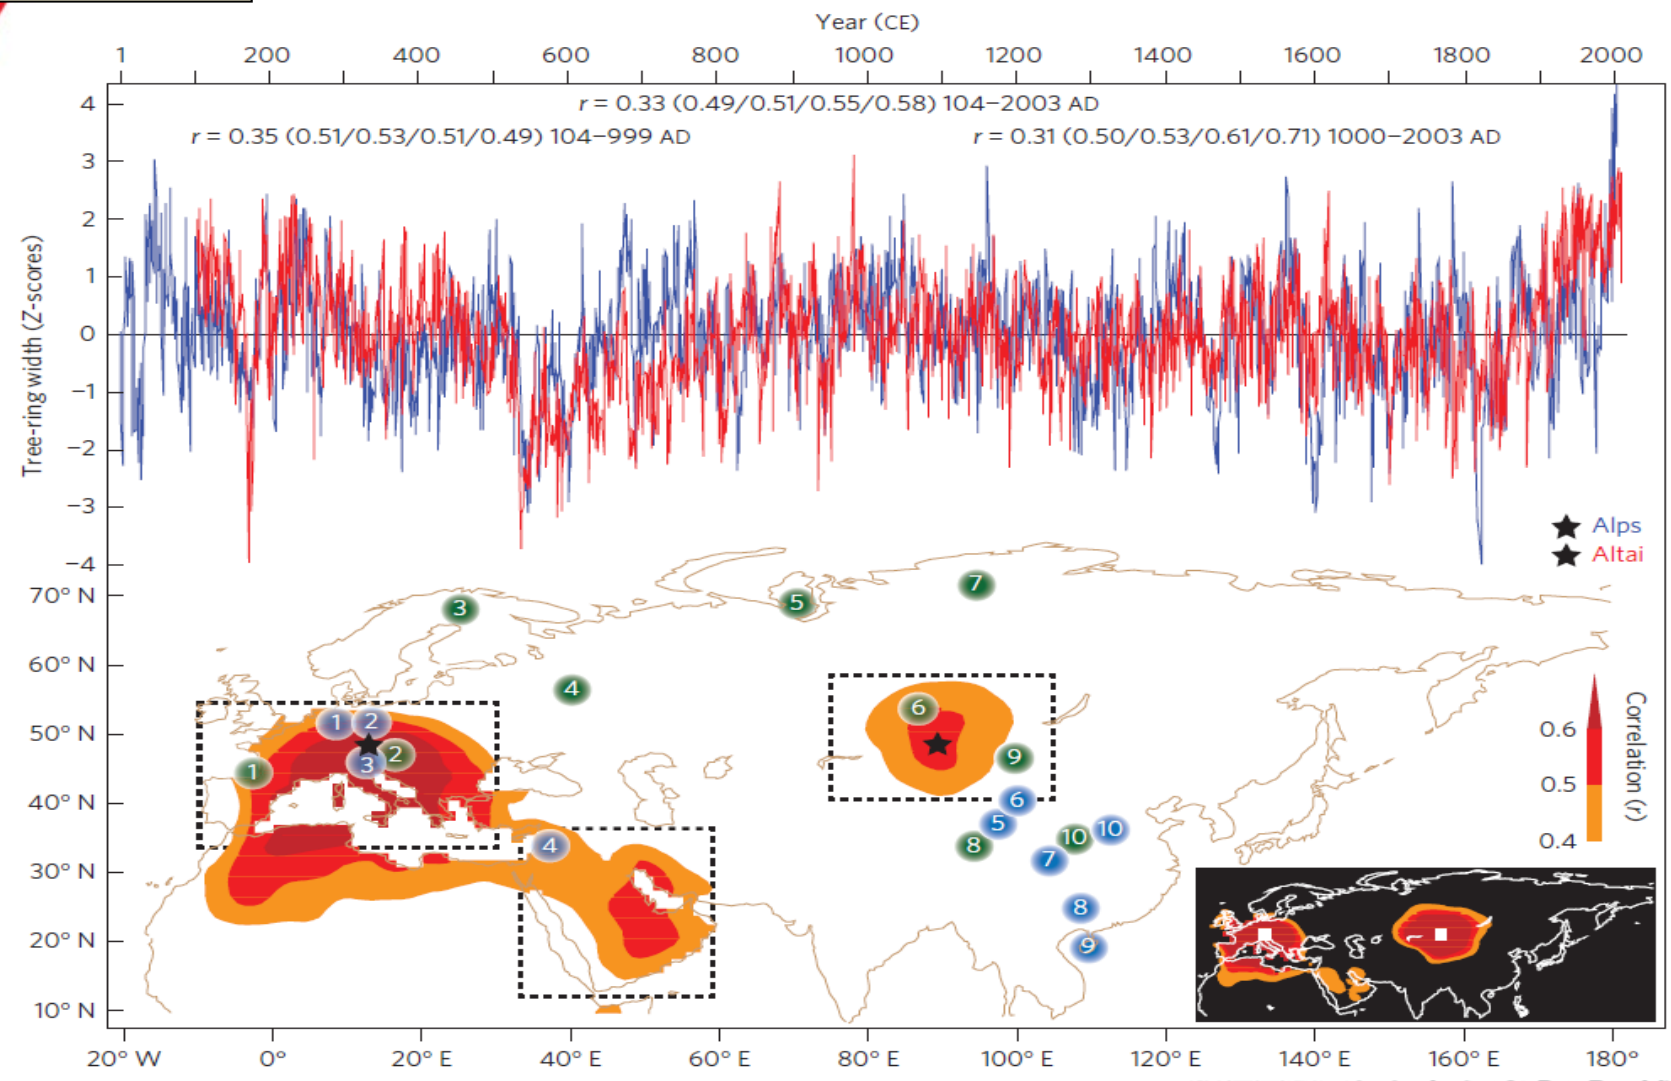 Year (CE)
1 200 400 600 800 1000 1200 1400 1600 1800 2000
r = 0.33 (0.49/0.51/0.55/0.58) 104–2003 AD
r = 0.35 (0.51/0.53/0.51/0.49) 104–999 AD
r = 0.31 (0.50/0.53/0.61/0.71) 1000–2003 AD
Tree-ring width (Z-scores)
4
3
2
1
0
−1
−2
−3
−4
Alps
Altai
70° N
60° N
50° N
40° N
30° N
20° N
10° N
7
5
3
4
6
1 2
2
3
1
9
6
5
10
10
8
7
4
8
9
Correlation (r)
0.6
0.5
0.4
20° W 0° 20° E 40° E 60° E 80° E 100° E 120° E 140° E 160° E 180°